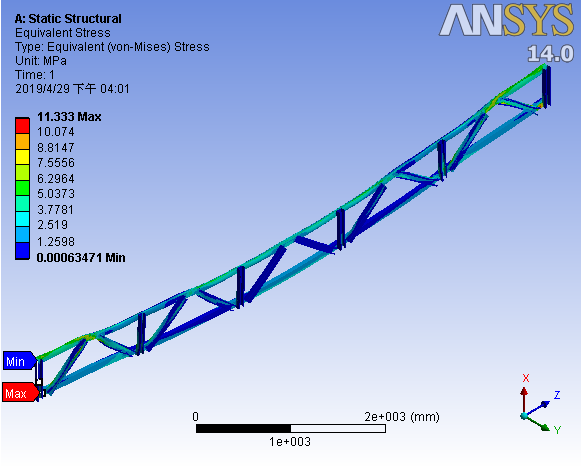 A: Static Structural
Equivalent Stress
Type: Equivalent (von-Mises) Stress
Unit: MPa
Time: 1
2019/4/29 下午 04:01
ANSYS
14.0
11.333 Max
10.074
8.8147
7.5556
6.2964
5.0373
3.7781
2.519
1.2598
0.00063471 Min
Min
Max
0
2e+003 (mm)
1e+003
X
Z
Y